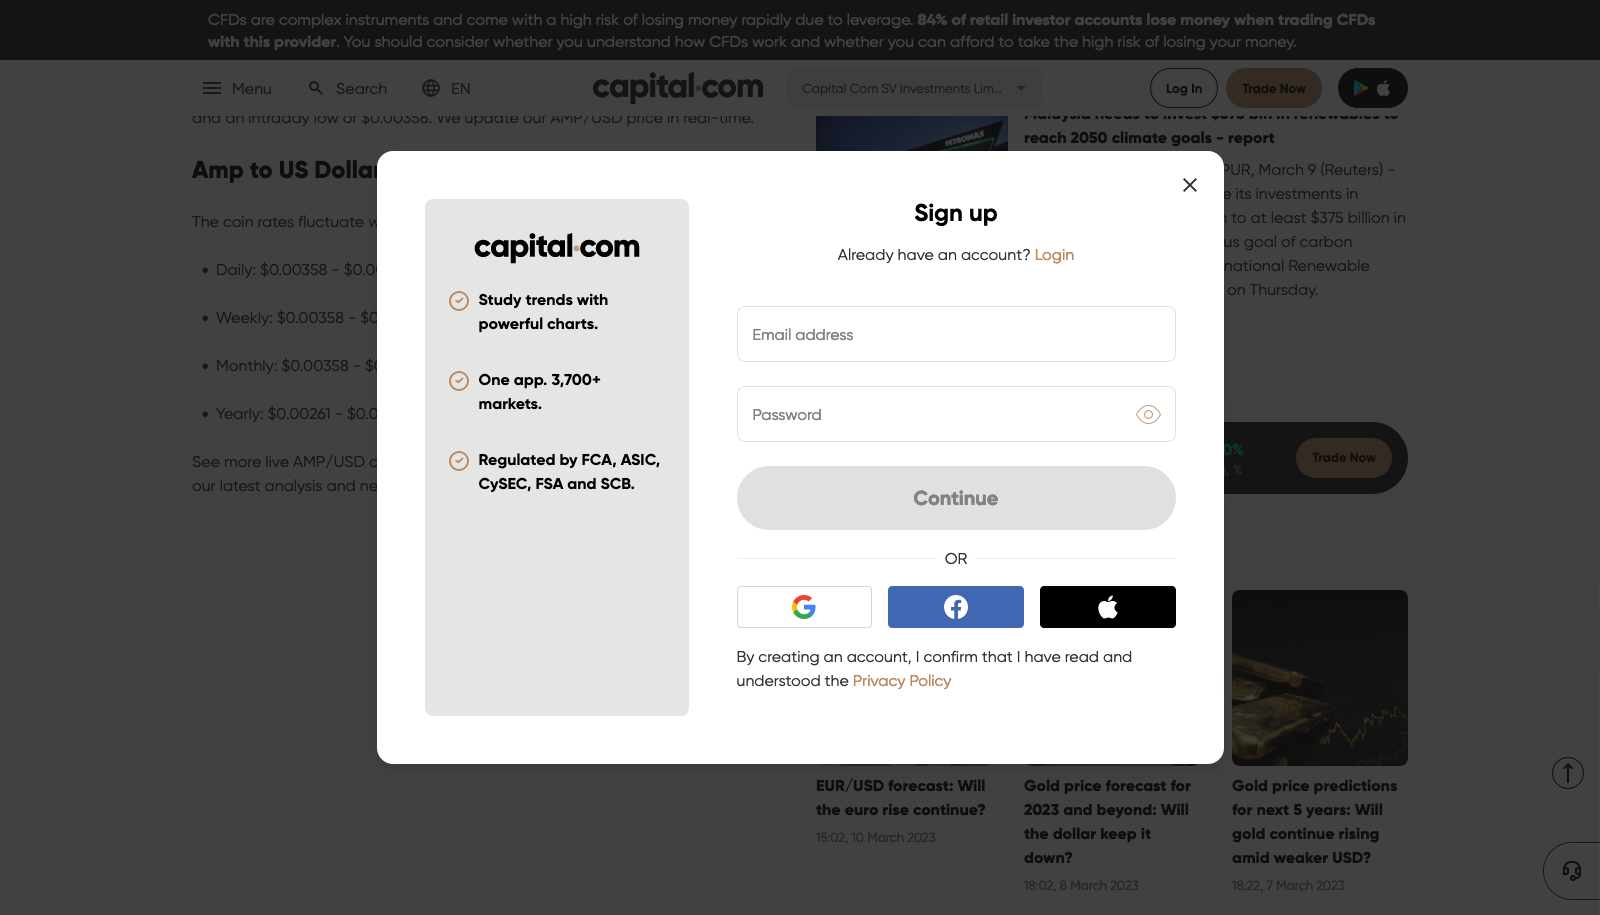 CFDs are complex instruments and come with a high risk of losing money rapidly due to leverage. 84% of retail investor accounts lose money when trading CFDs
with this provider. You should consider whether you understand how CFDs work and whether you can afford to take the high risk of losing your money.
Menu
Search
EN
capital.com
Capital Com SV Investments Lim...
Log In
Trade Now
and an intraday low of $0.00358. We update our AMP/USD price in real-time.
Amp to US Dollar
The coin rates fluctuate
Daily: $0.00358 - $0.0
Weekly: $0.00358 - $0
Monthly: $0.00358 -
Yearly: $0.00261 - $0.0
See more live AMP/USD
our latest analysis and
PETRONAS
Malaysia needs to invest $375 bln in renewables to
reach 2050 climate goals - report
PUR, March 9 (Reuters) -
its investments in
to at least $375 billion in
goal of carbon
national Renewable
on Thursday.
0%
%
Trade Now
capital.com
Study trends with
powerful charts.
One app. 3,700+
markets.
Regulated by FCA, ASIC,
CySEC, FSA and SCB.
Sign up
Already have an account? Login
Email address
Password
Continue
OR
By creating an account, I confirm that I have read and
understood the Privacy Policy
EUR/USD forecast: Will
the euro rise continue?
15:02, 10 March 2023
Gold price forecast for
2023 and beyond: Will
the dollar keep it
down?
18:02, 8 March 2023
Gold price predictions
for next 5 years: Will
gold continue rising
amid weaker USD?
18:22, 7 March 2023